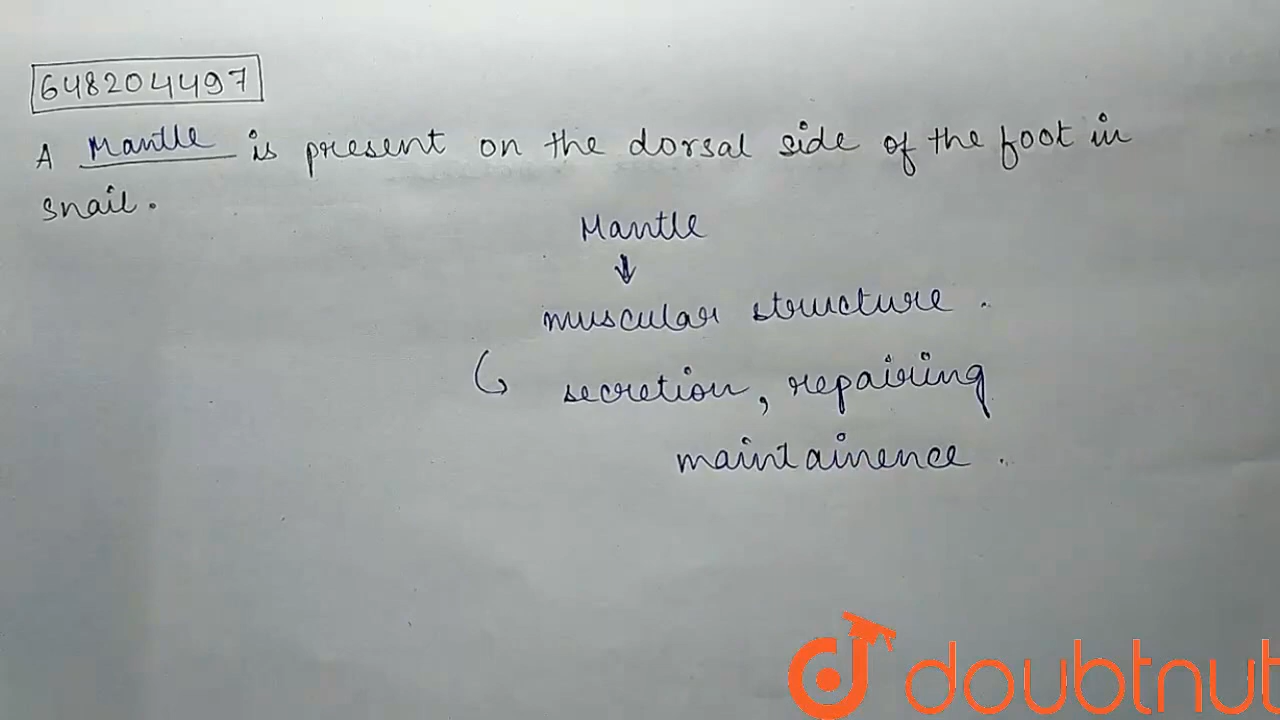 648204497
A Mantle is present on the dorsal side of the foot in
snail.
Mantle
muscular structure.
secretion, repairing
maintainence.
doubtnut